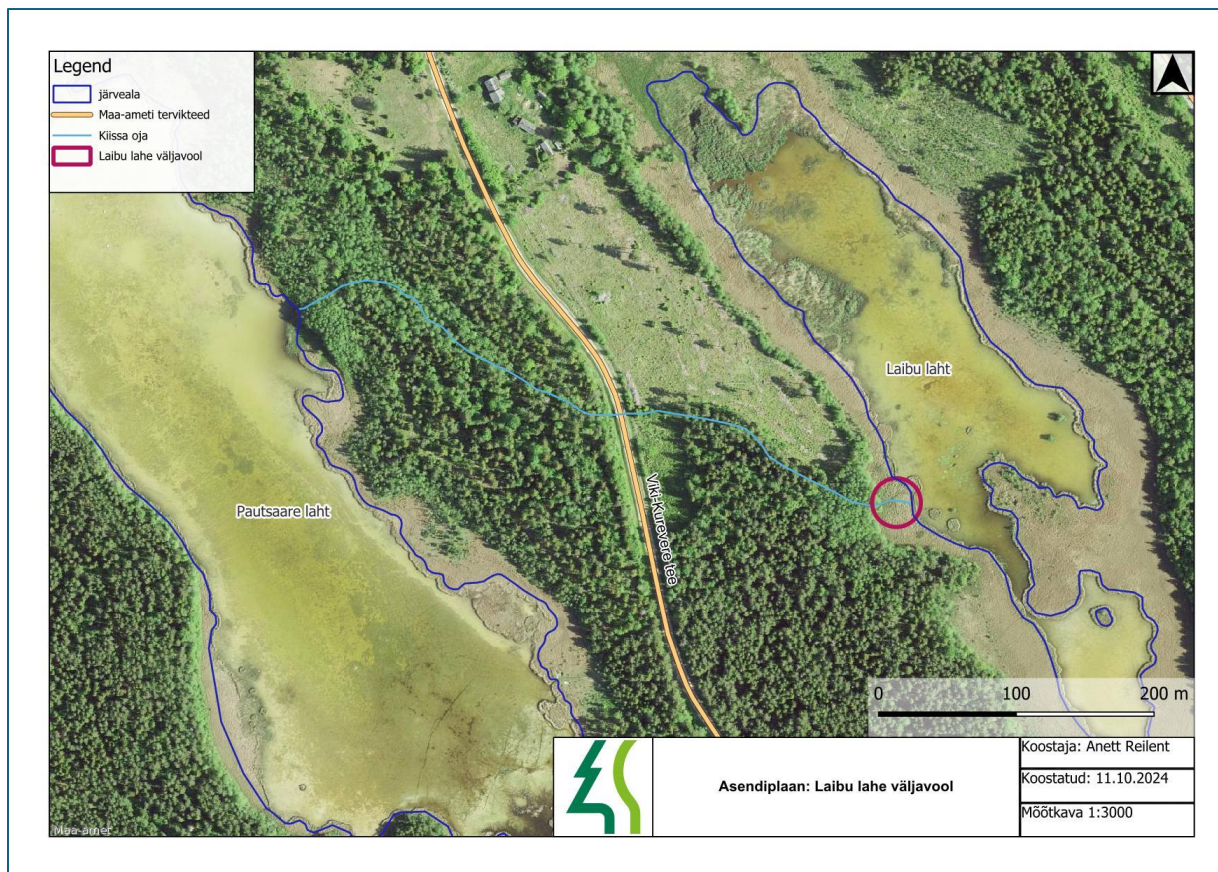 Legend
järveala
Maa-ameti tervikteed
Kiissa oja
Laibu lahe väljavool
Laibu laht
Pautsaare laht
Viki-Kurevere tee
0 100 200 m
Asendiplaan: Laibu lahe väljavool
Koostaja: Anett Reilent
Koostatud: 11.10.2024
Mõõtkava 1:3000
Maa-amet